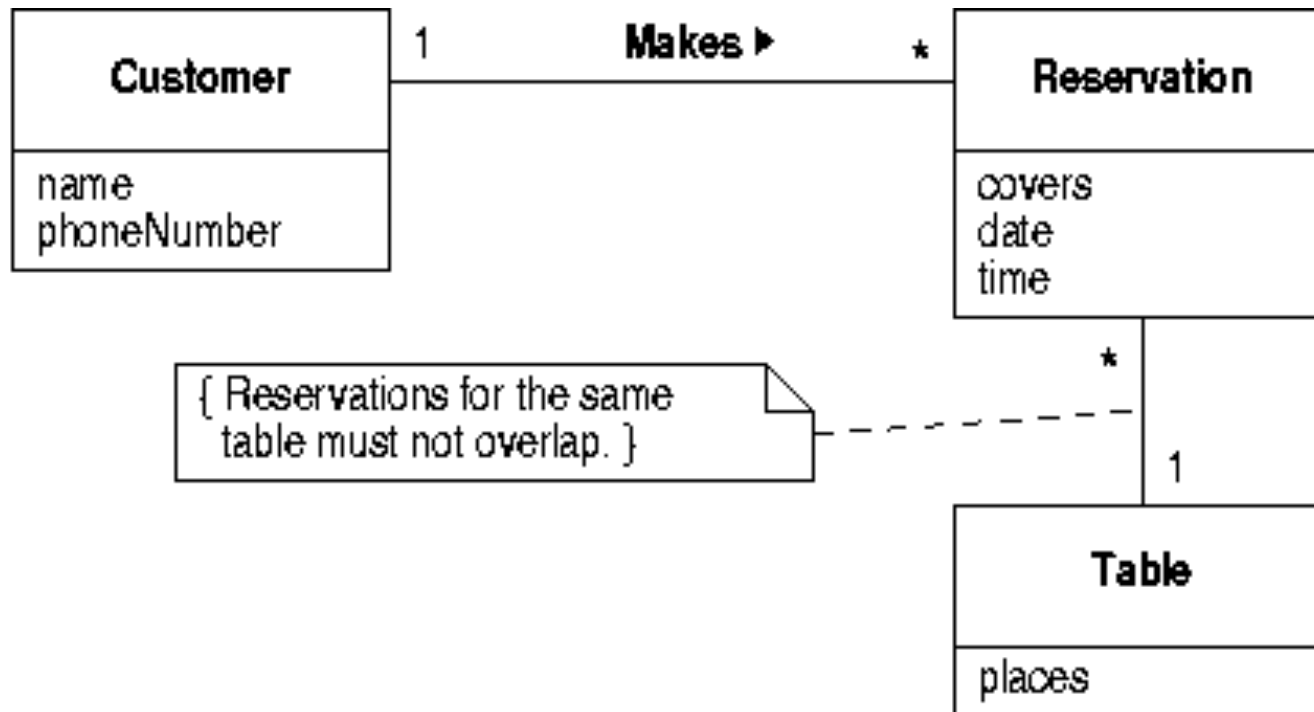 Customer
1 Makes ▶ *
Reservation
name
phoneNumber
covers
date
time
*
{ Reservations for the same
table must not overlap. }
1
Table
places